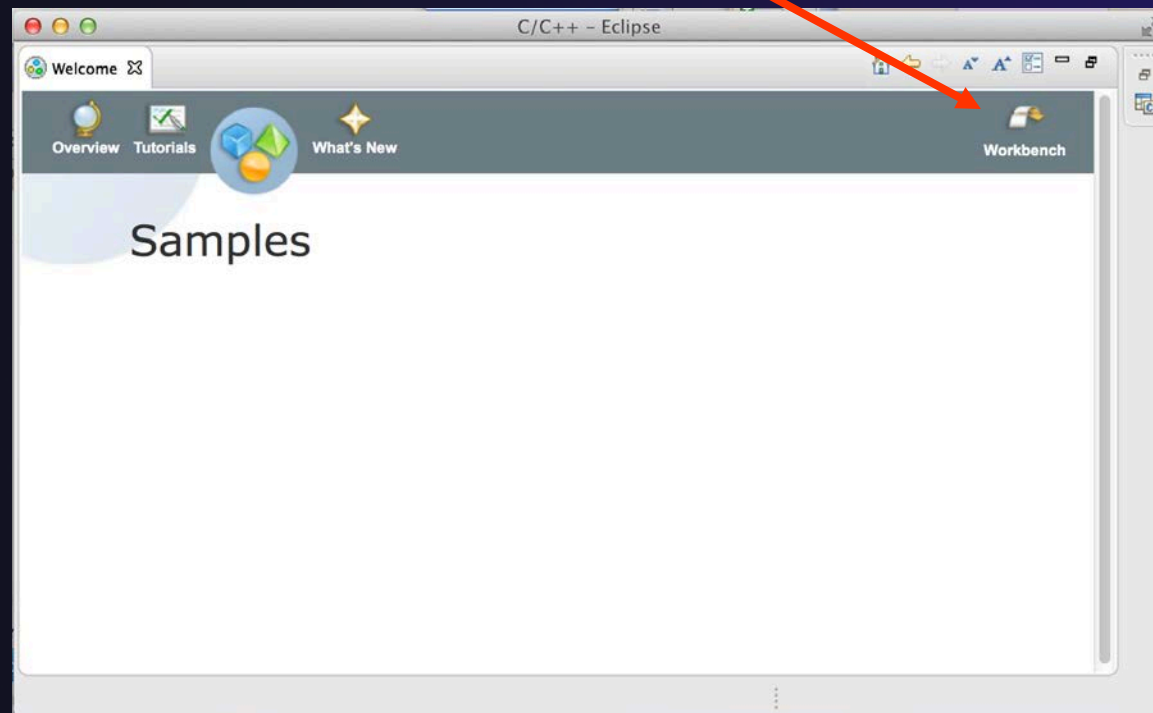 C/C++ – Eclipse
Welcome
Overview Tutorials What's New Workbench
Samples